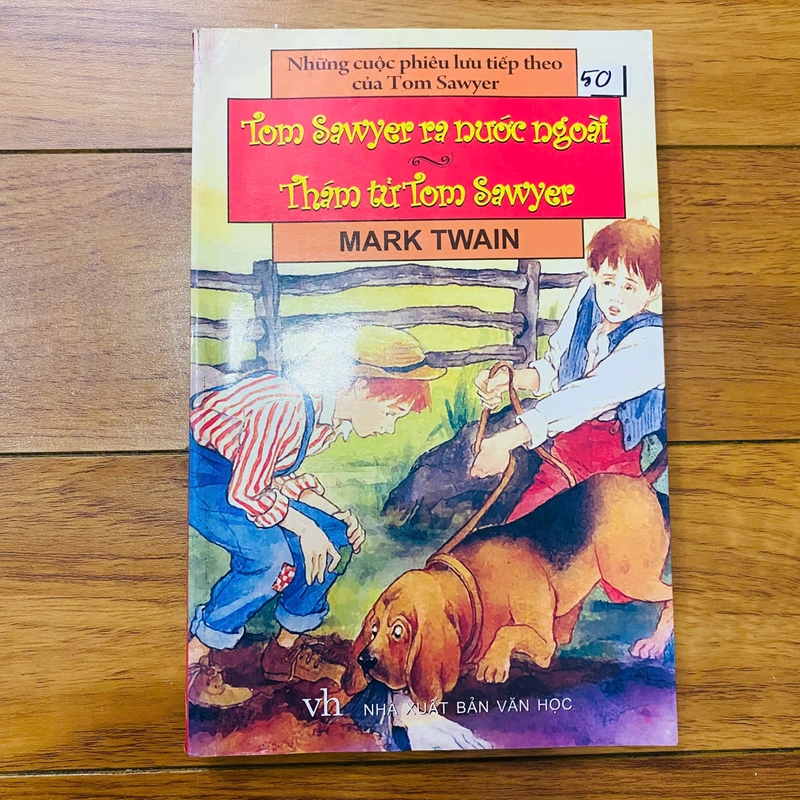 Những cuộc phiêu lưu tiếp theo
của Tom Sawyer
50
Tom Sawyer ra nước ngoài
Thám tử Tom Sawyer
MARK TWAIN
vh NHÀ XUẤT BẢN VĂN HỌC